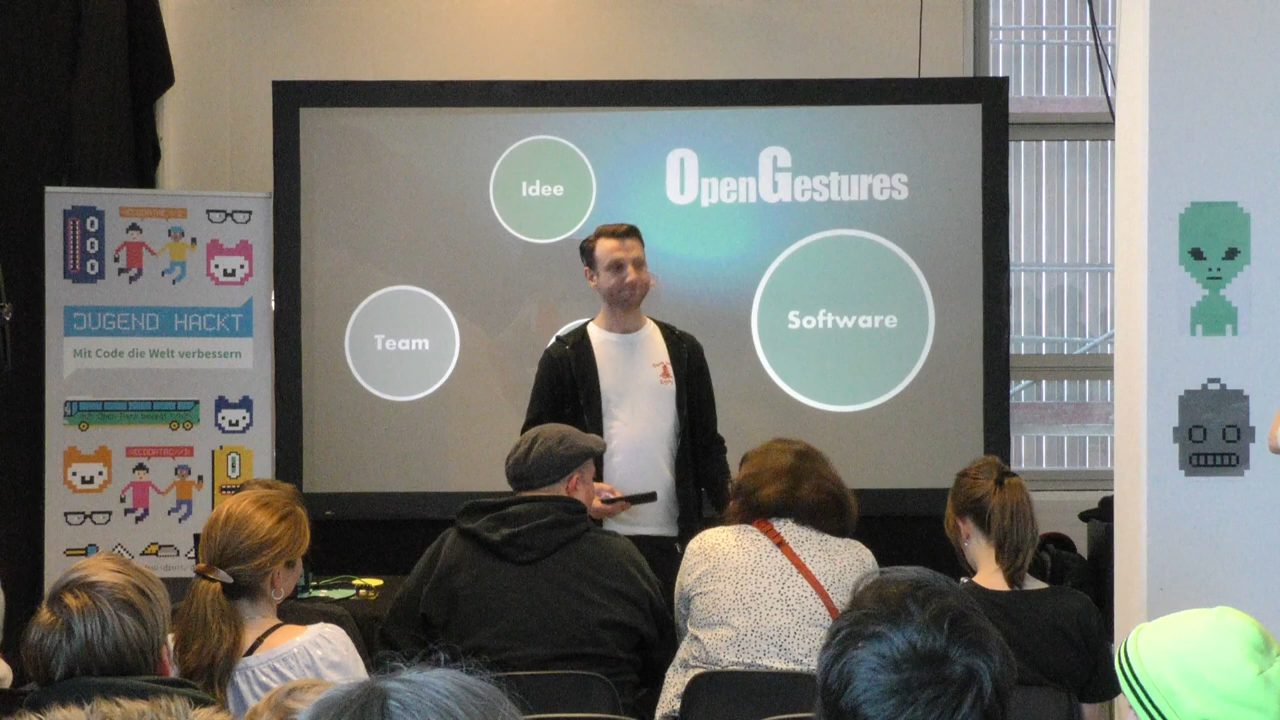 Idee
OpenGestures
Team
Software
JUGEND HACKT
Mit Code die Welt verbessern